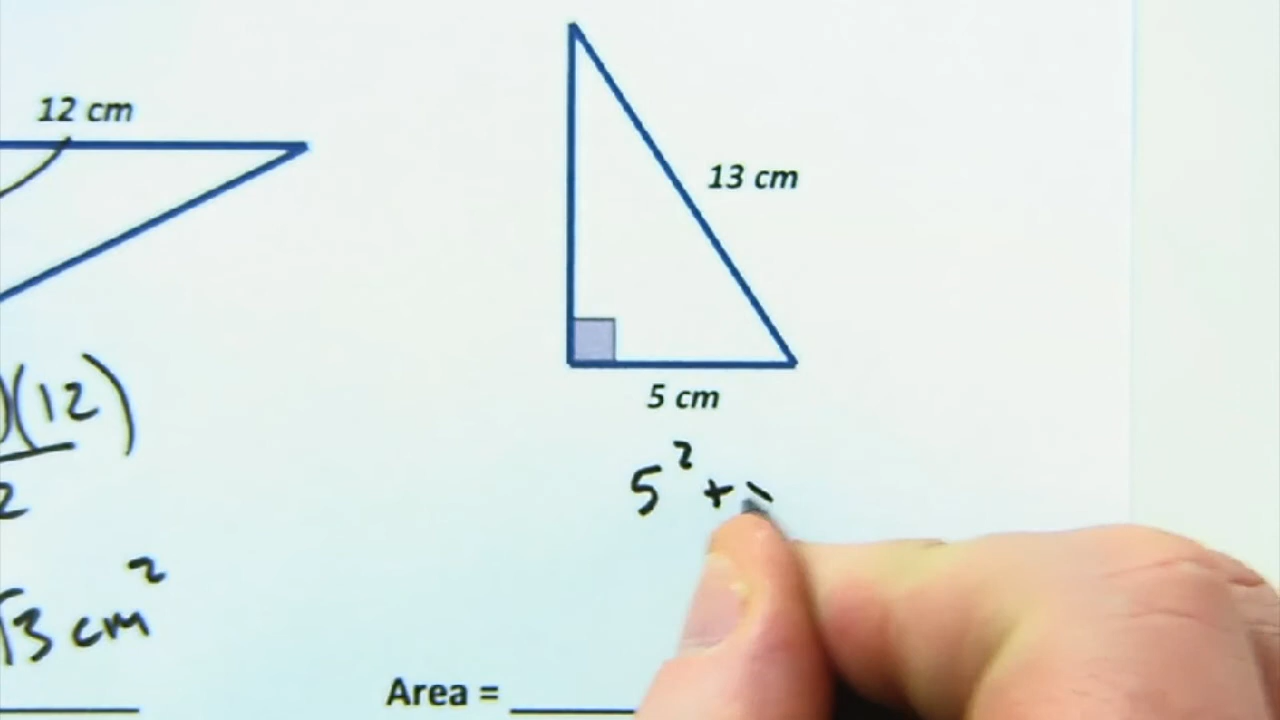 12 cm
13 cm
5 cm
)(12)
2
5² +
√3 cm²
Area =